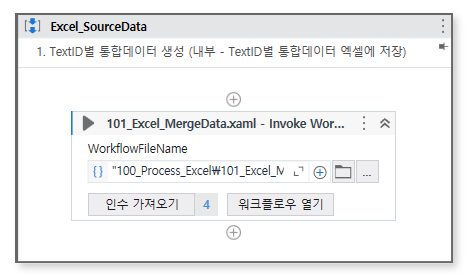 Excel_SourceData
1. TextID별 통합데이터 생성 (내부 - TextID별 통합데이터 엑셀에 저장)
101_Excel_MergeData.xaml - Invoke Wor...
WorkflowFileName
{ } "100_Process_Excel₩101_Excel_M
...
인수 가져오기 4 워크플로우 열기